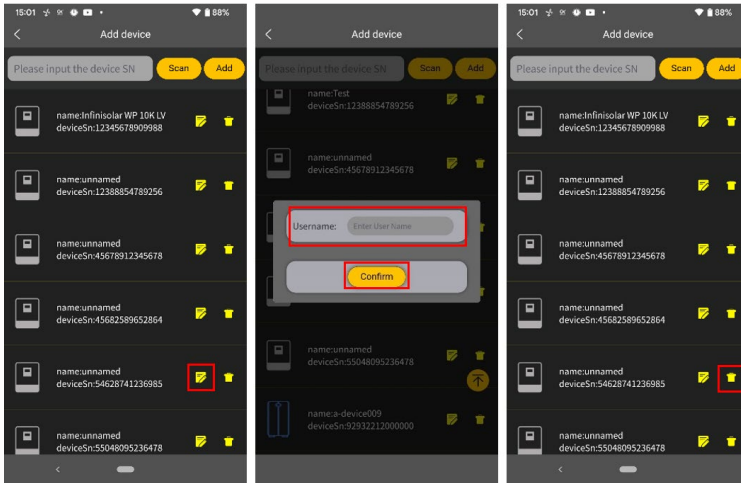 15:01
88%
Add device
Please input the device SN
Scan
Add
name:Infinisolar WP 10K LV
deviceSn:12345678909988
name:unnamed
deviceSn:12388854789256
name:unnamed
deviceSn:45678912345678
name:unnamed
deviceSn:45682589652864
name:unnamed
deviceSn:54628741236985
name:unnamed
deviceSn:55048095236478
Add device
Please input the device SN
Scan
Add
name:Test
deviceSn:12388854789256
name:unnamed
deviceSn:45678912345678
Username:
Enter User Name
Confirm
name:unnamed
deviceSn:55048095236478
name:a-device009
deviceSn:92932212000000
15:01
88%
Add device
Please input the device SN
Scan
Add
name:Infinisolar WP 10K LV
deviceSn:12345678909988
name:unnamed
deviceSn:12388854789256
name:unnamed
deviceSn:45678912345678
name:unnamed
deviceSn:45682589652864
name:unnamed
deviceSn:54628741236985
name:unnamed
deviceSn:55048095236478